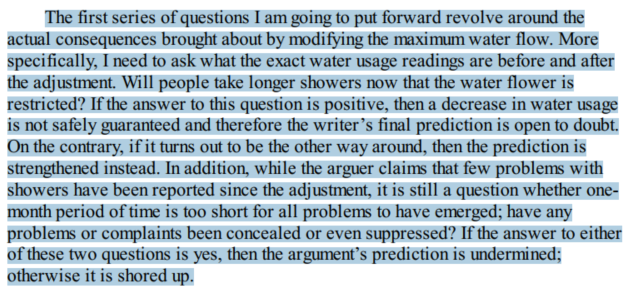 The first series of questions I am going to put forward revolve around the
actual consequences brought about by modifying the maximum water flow. More
specifically, I need to ask what the exact water usage readings are before and after
the adjustment. Will people take longer showers now that the water flower is
restricted? If the answer to this question is positive, then a decrease in water usage
is not safely guaranteed and therefore the writer’s final prediction is open to doubt.
On the contrary, if it turns out to be the other way around, then the prediction is
strengthened instead. In addition, while the arguer claims that few problems with
showers have been reported since the adjustment, it is still a question whether one-
month period of time is too short for all problems to have emerged; have any
problems or complaints been concealed or even suppressed? If the answer to either
of these two questions is yes, then the argument’s prediction is undermined;
otherwise it is shored up.